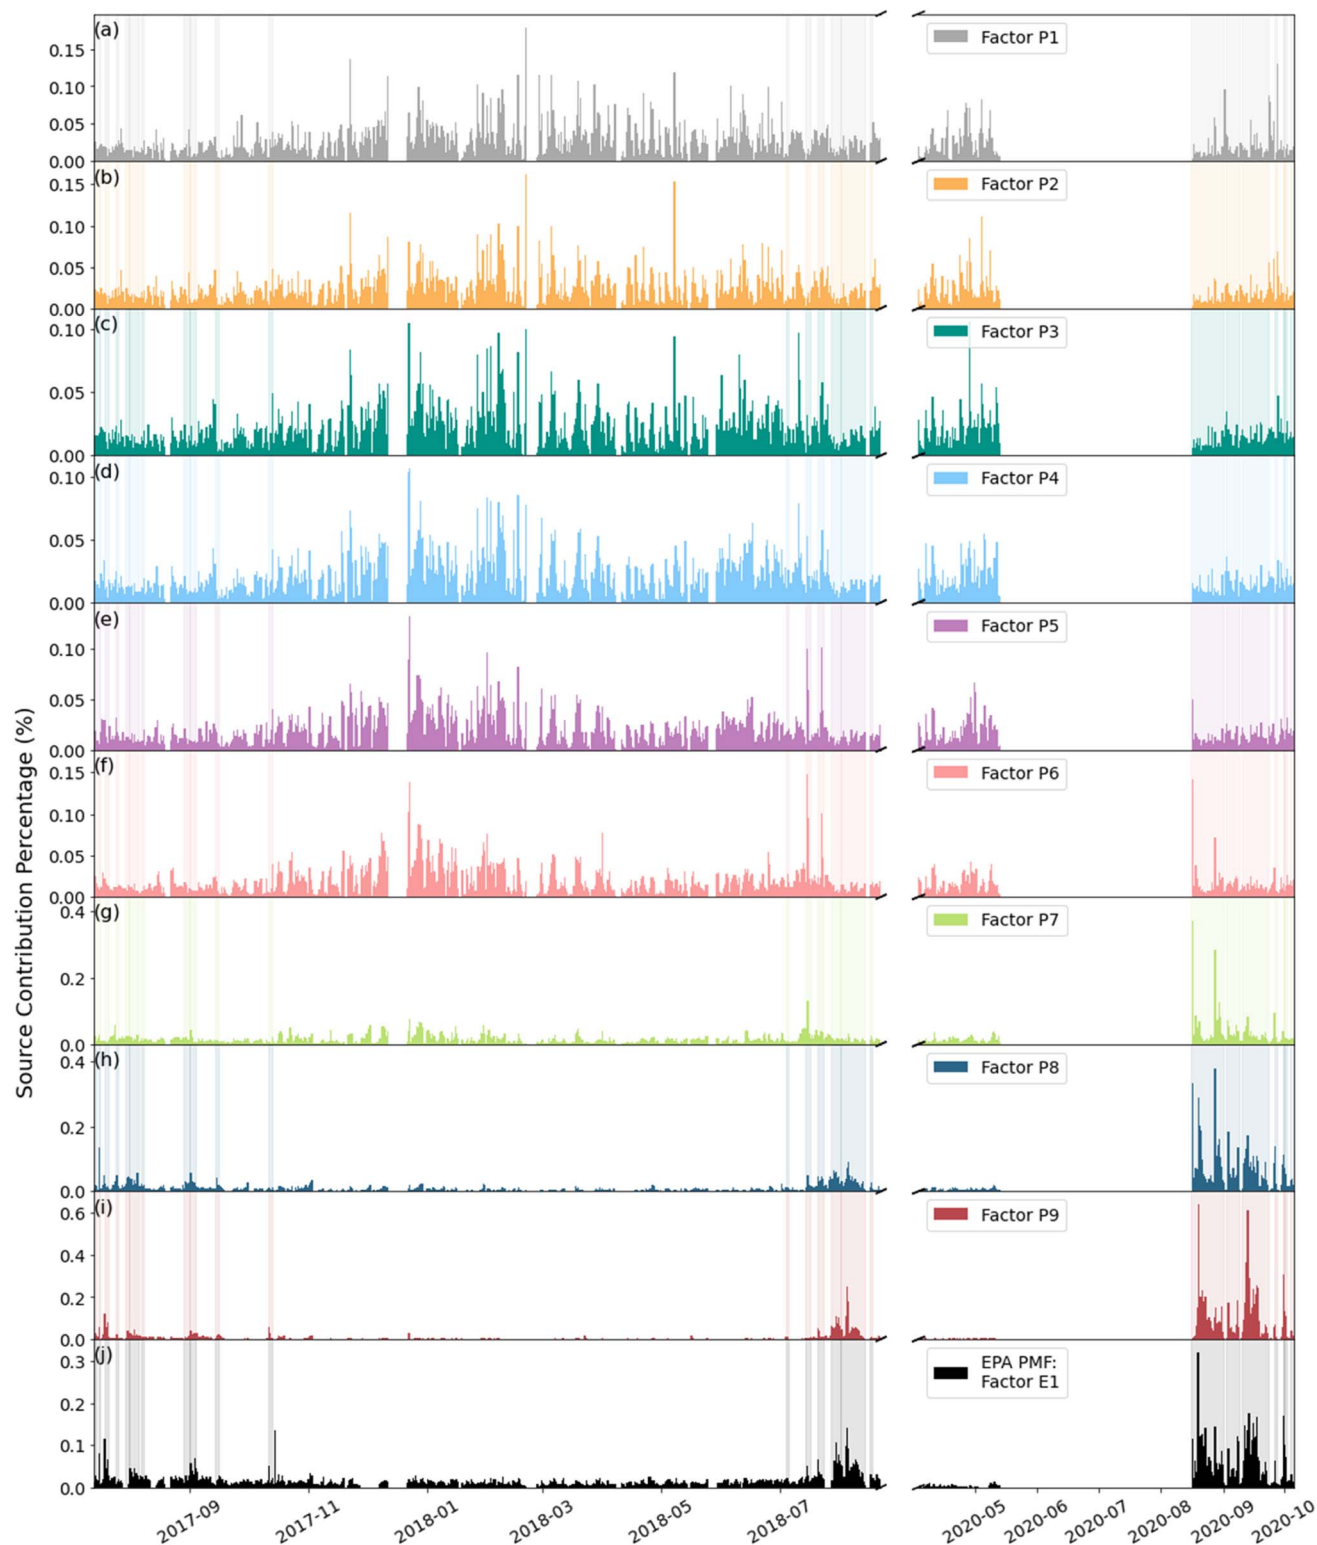 (a)
Factor P1
0.15
0.10
0.05
0.00
(b)
Factor P2
0.15
0.10
0.05
0.00
(c)
Factor P3
0.10
0.05
0.00
(d)
Factor P4
0.10
0.05
0.00
(e)
Factor P5
0.10
0.05
0.00
Source Contribution Percentage (%)
(f)
Factor P6
0.15
0.10
0.05
0.00
(g)
Factor P7
0.4
0.2
0.0
(h)
Factor P8
0.4
0.2
0.0
(i)
Factor P9
0.6
0.4
0.2
0.0
(j)
EPA PMF:
Factor E1
0.3
0.2
0.1
0.0
2017-09
2017-11
2018-01
2018-03
2018-05
2018-07
2020-05
2020-06
2020-07
2020-08
2020-09
2020-10